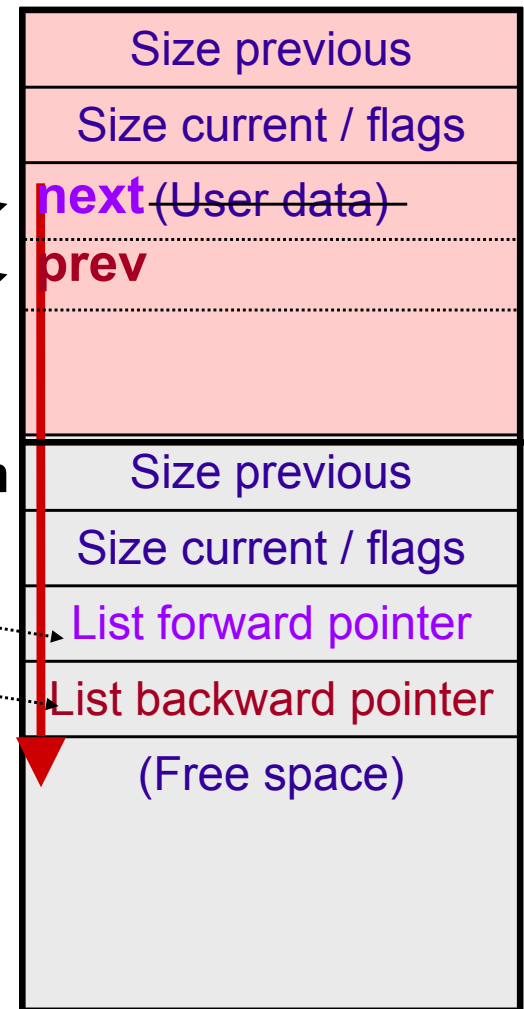 Size previous
Size current / flags
next (User data)
prev
Size previous
Size current / flags
List forward pointer
List backward pointer
(Free space)